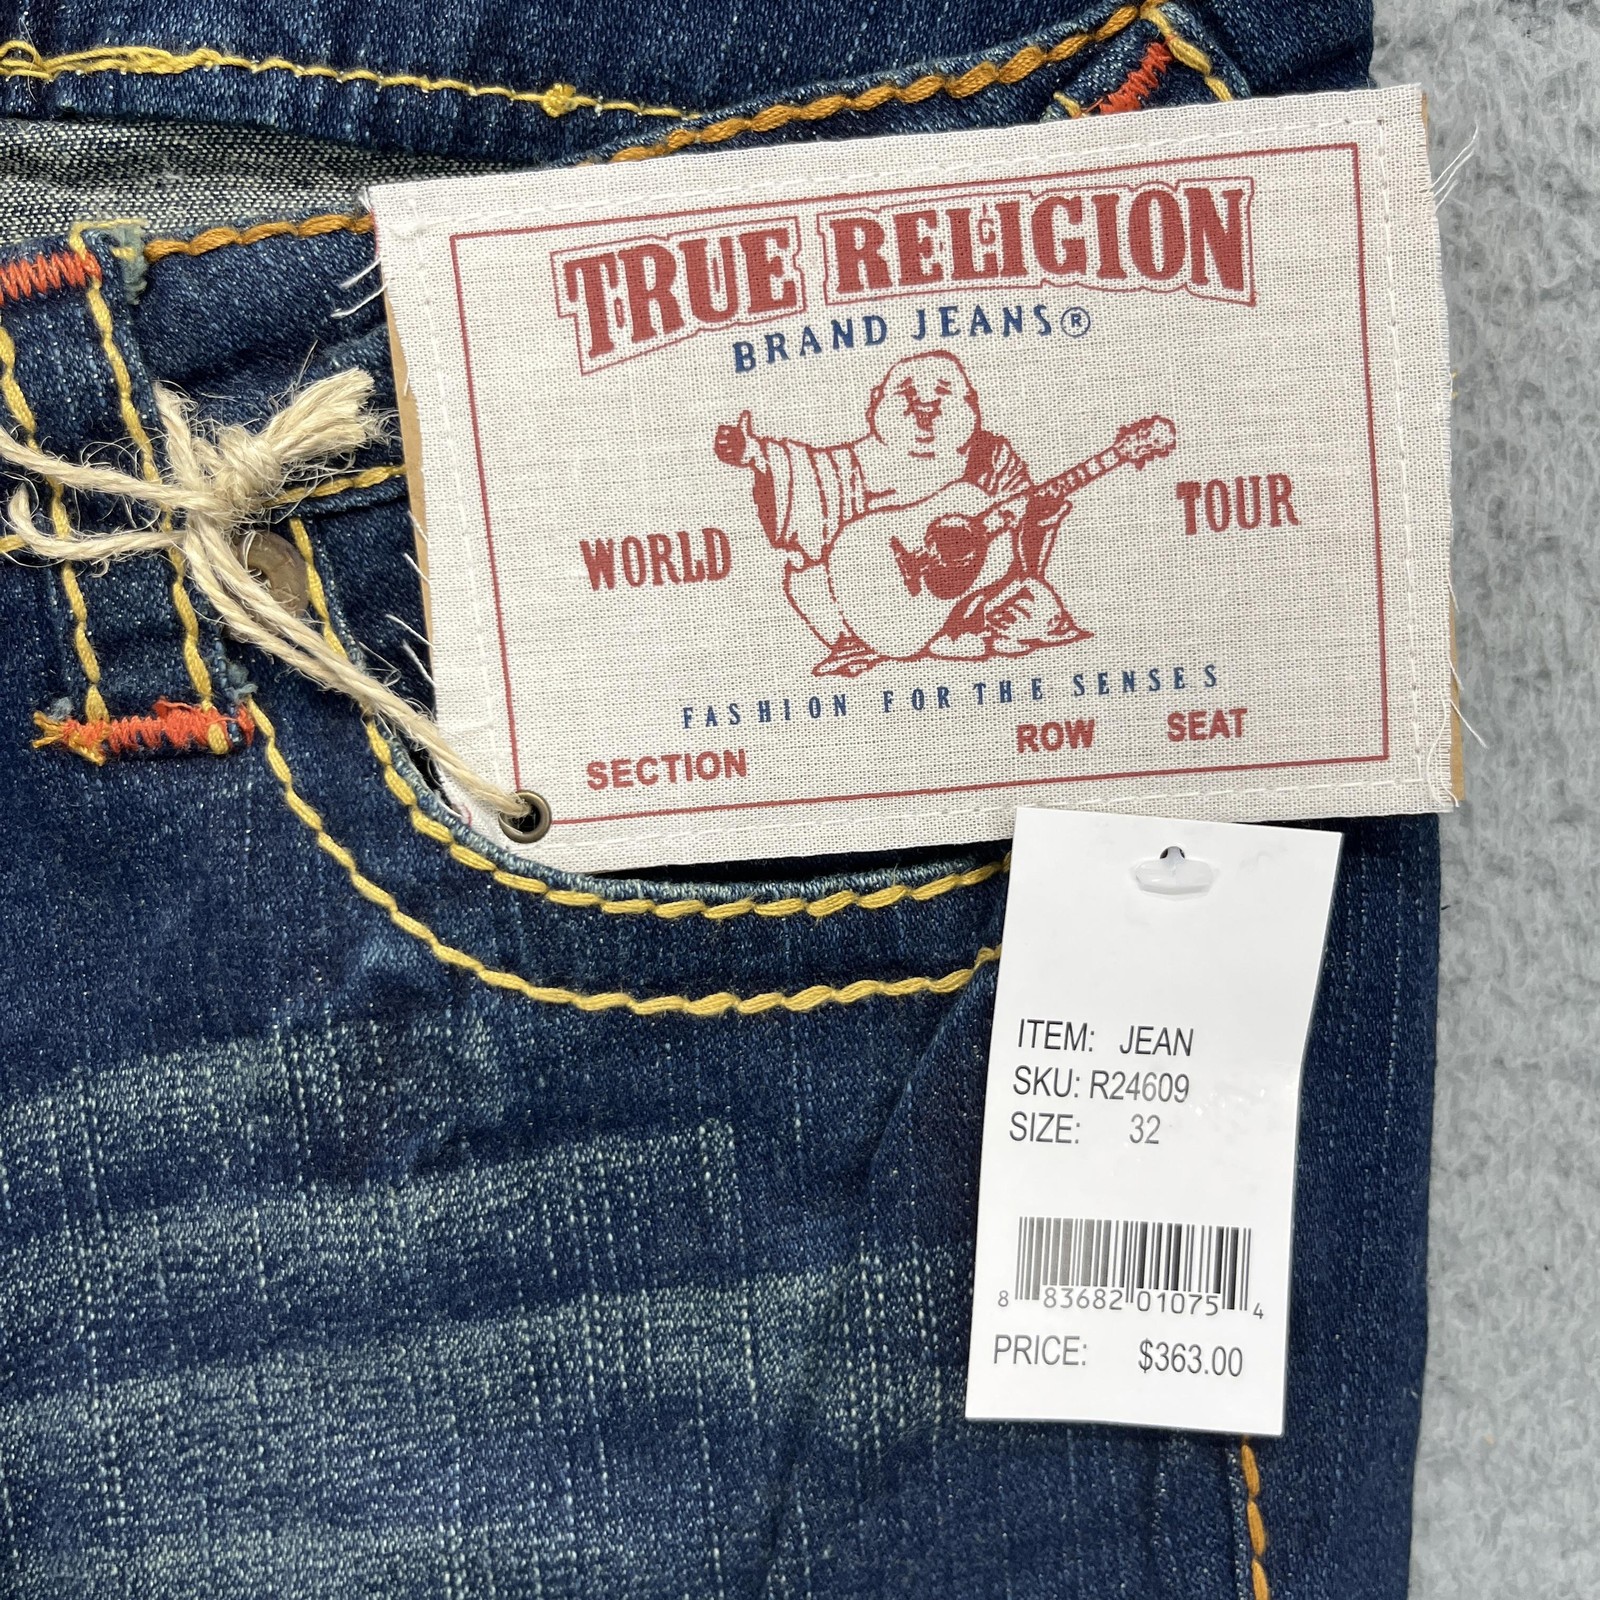 TRUE RELIGION
BRAND JEANS®
WORLD TOUR
FASHION FOR THE SENSES
SECTION ROW SEAT
ITEM: JEAN
SKU: R24609
SIZE: 32
8 83682 01075 4
PRICE: $363.00